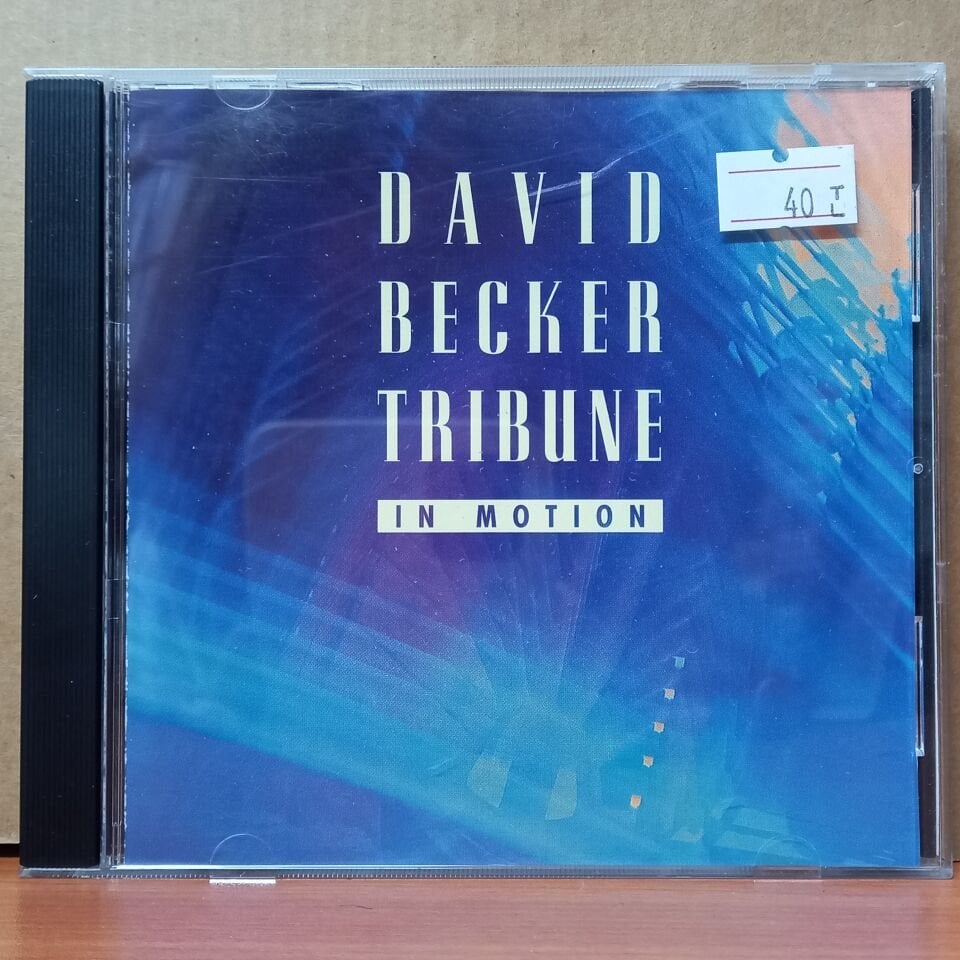 DAVID
BECKER
TRIBUNE
IN MOTION
40 TL